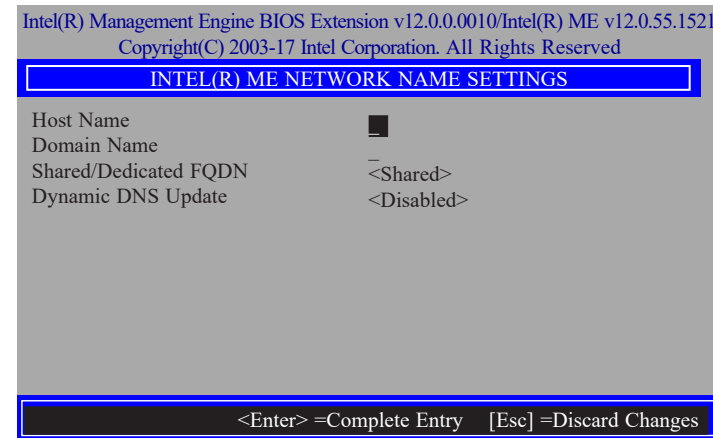 Intel(R) Management Engine BIOS Extension v12.0.0.0010/Intel(R) ME v12.0.55.1521
Copyright(C) 2003-17 Intel Corporation. All Rights Reserved
INTEL(R) ME NETWORK NAME SETTINGS
Host Name _
Domain Name _
Shared/Dedicated FQDN <Shared>
Dynamic DNS Update <Disabled>
<Enter> =Complete Entry [Esc] =Discard Changes